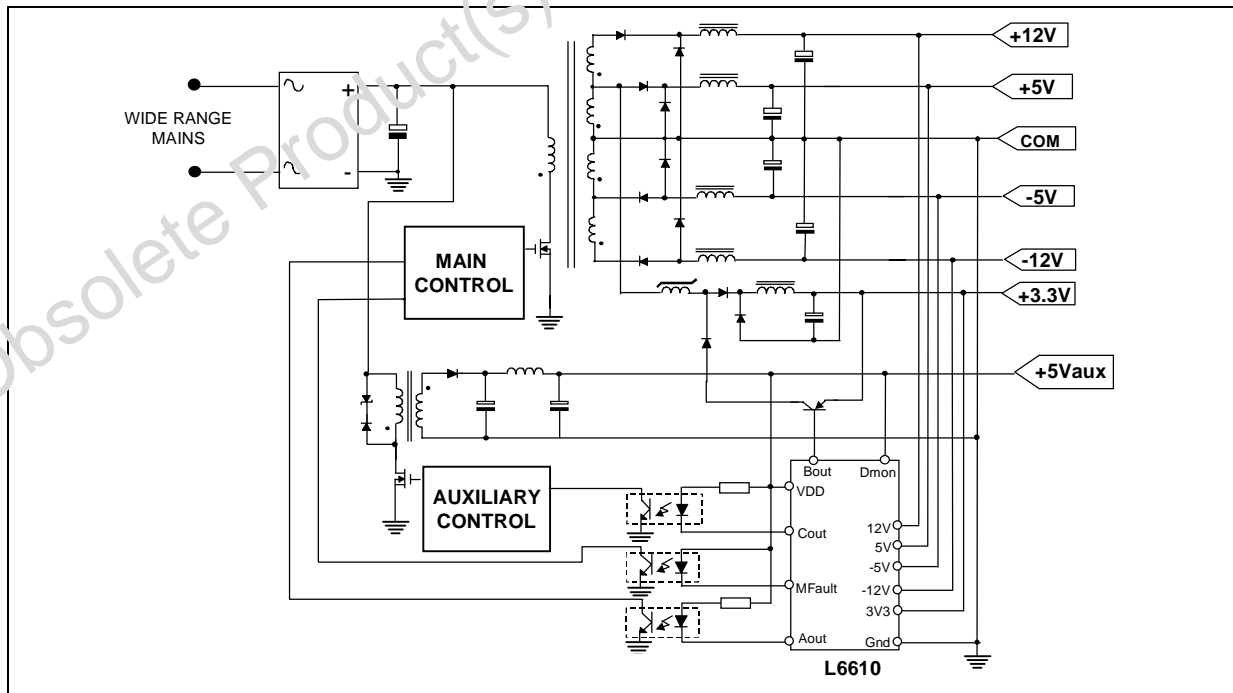 Obsolete Product(s)
WIDE RANGE
MAINS
+
-
MAIN
CONTROL
+12V
+5V
COM
-5V
-12V
+3.3V
+5Vaux
AUXILIARY
CONTROL
Bout
Dmon
VDD
Cout
MFault
Aout
12V
5V
-5V
-12V
3V3
Gnd
L6610